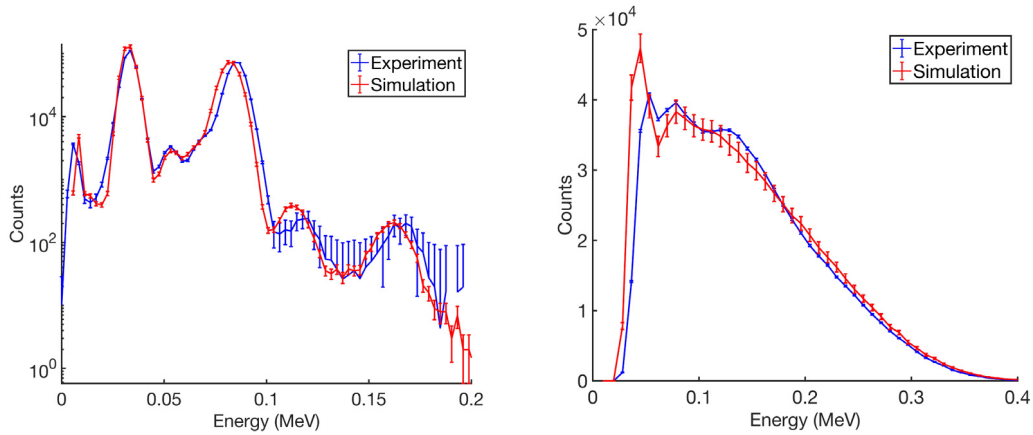 Experiment
Simulation
10^4
10^2
10^0
Counts
0 0.05 0.1 0.15 0.2
Energy (MeV)
×10^4
Experiment
Simulation
5
4
3
2
1
0
Counts
0 0.1 0.2 0.3 0.4
Energy (MeV)